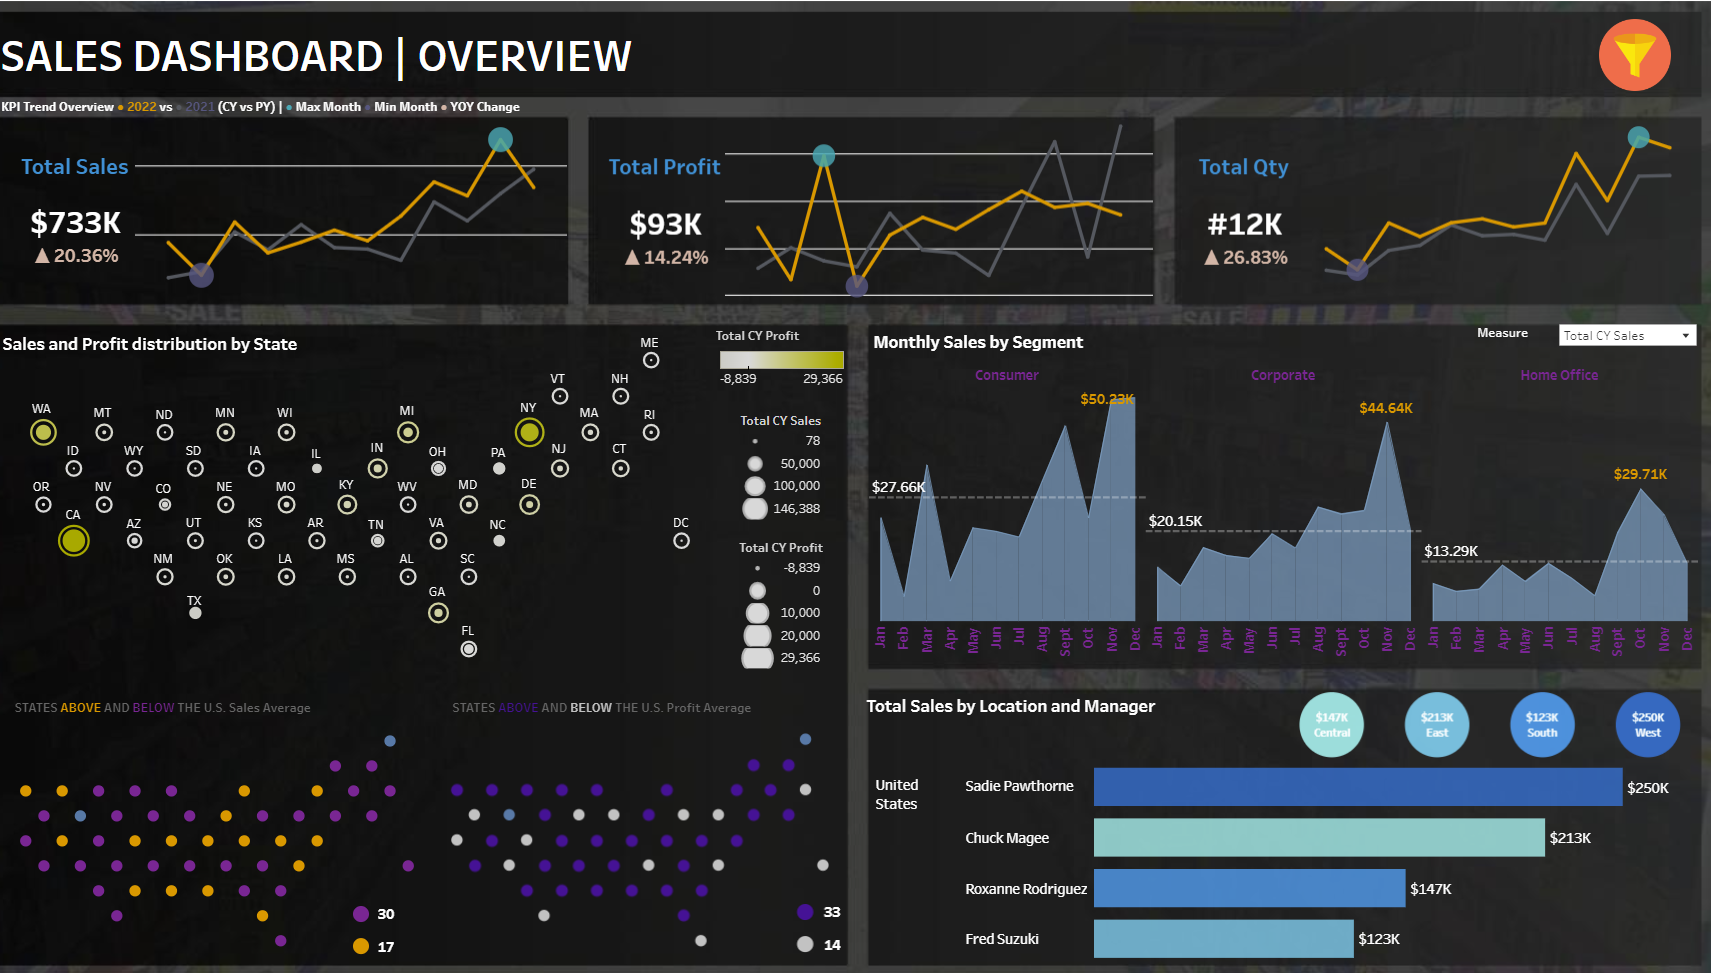 SALES DASHBOARD | OVERVIEW
KPI Trend Overview • 2022 vs • 2021 (CY vs PY) | • Max Month • Min Month • YOY Change
Total Sales
$733K
▲ 20.36%
Total Profit
$93K
▲ 14.24%
Total Qty
#12K
▲ 26.83%
Sales and Profit distribution by State
ME
VT NH
WA MT ND MN WI MI NY MA RI
ID WY SD IA IL IN OH PA NJ CT
OR NV CO NE MO KY WV MD DE
CA AZ UT KS AR TN VA NC DC
NM OK LA MS AL SC
TX GA
FL
Total CY Profit
-8,839 29,366
Total CY Sales
78
50,000
100,000
146,388
Total CY Profit
-8,839
0
10,000
20,000
29,366
STATES ABOVE AND BELOW THE U.S. Sales Average
30
17
STATES ABOVE AND BELOW THE U.S. Profit Average
33
14
Monthly Sales by Segment
Measure
Total CY Sales
Consumer Corporate Home Office
$50.23K
$27.66K
$44.64K
$20.15K
$29.71K
$13.29K
Jan Feb Mar Apr May Jun Jul Aug Sept Oct Nov Dec
Jan Feb Mar Apr May Jun Jul Aug Sept Oct Nov Dec
Jan Feb Mar Apr May Jun Jul Aug Sept Oct Nov Dec
Total Sales by Location and Manager
$147K
Central
$213K
East
$123K
South
$250K
West
United
States
Sadie Pawthorne $250K
Chuck Magee $213K
Roxanne Rodriguez $147K
Fred Suzuki $123K